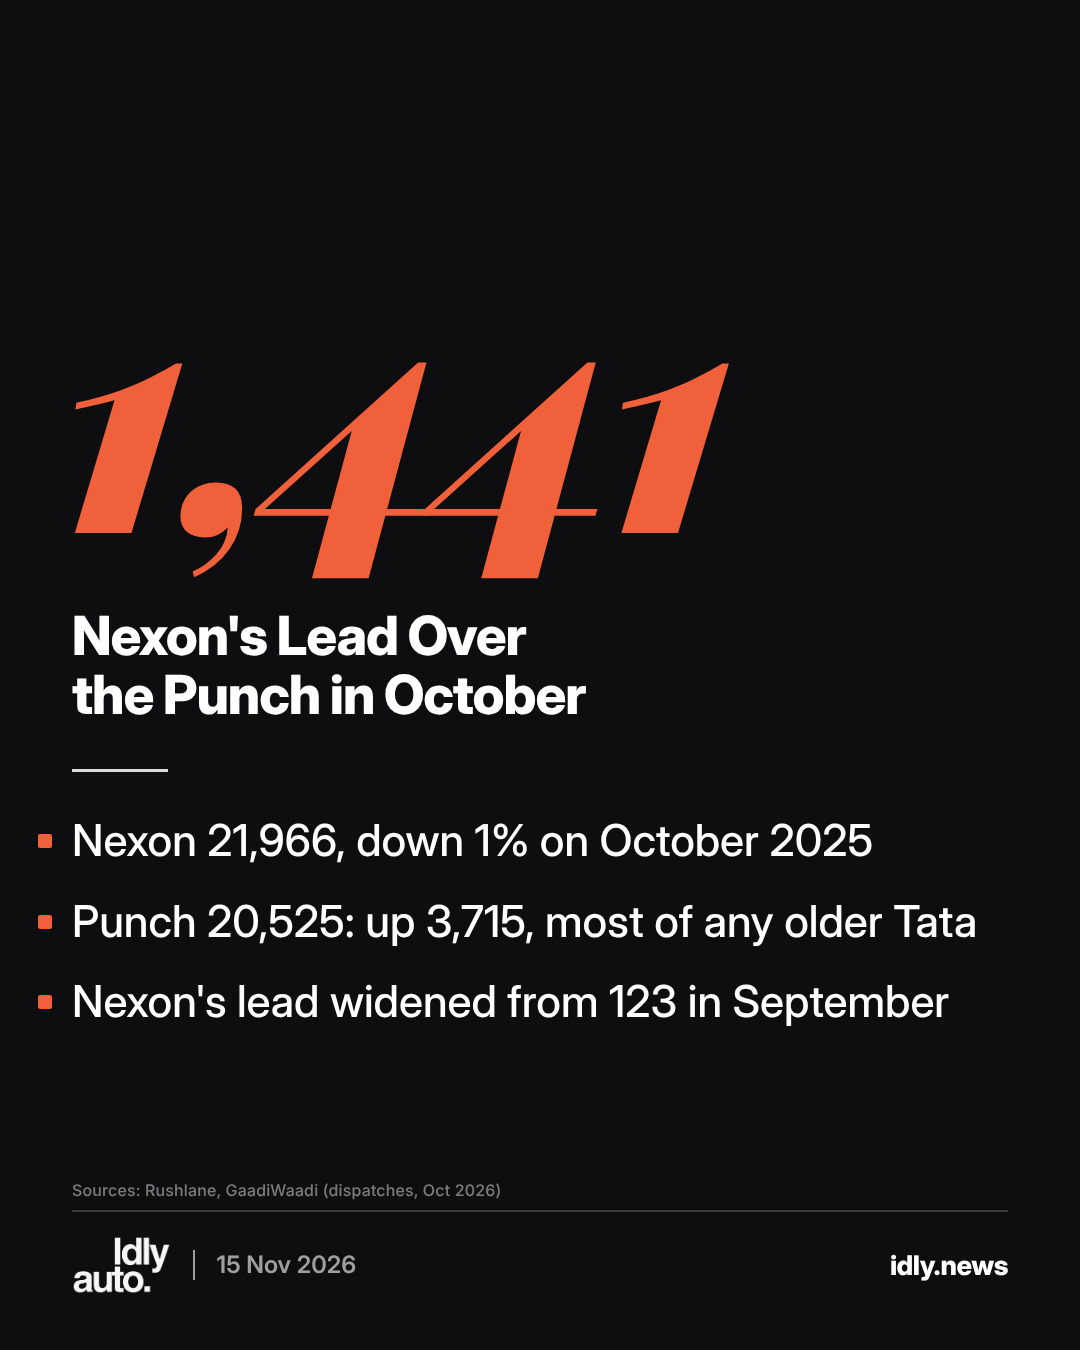 1,441
Nexon's Lead Over
the Punch in October
Nexon 21,966, down 1% on October 2025
Punch 20,525: up 3,715, most of any older Tata
Nexon's lead widened from 123 in September
Sources: Rushlane, GaadiWaadi (dispatches, Oct 2026)
Idly
auto.
15 Nov 2026
idly.news